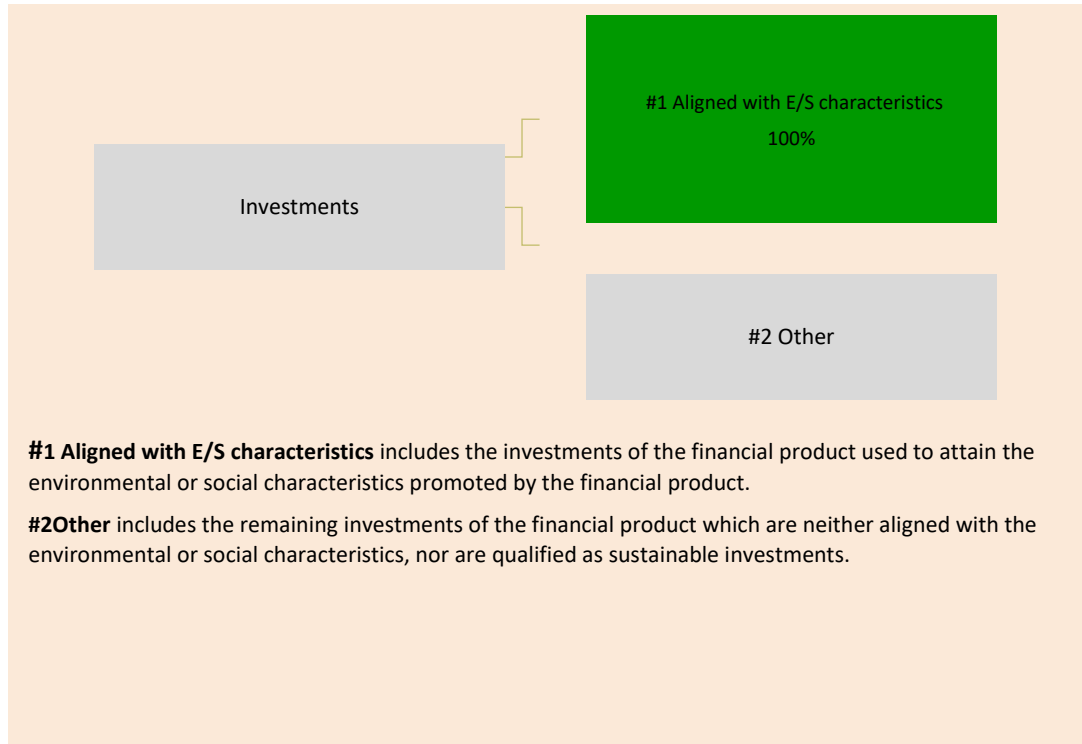 #1 Aligned with E/S characteristics
100%
Investments
#2 Other
#1 Aligned with E/S characteristics includes the investments of the financial product used to attain the
environmental or social characteristics promoted by the financial product.
#2Other includes the remaining investments of the financial product which are neither aligned with the
environmental or social characteristics, nor are qualified as sustainable investments.